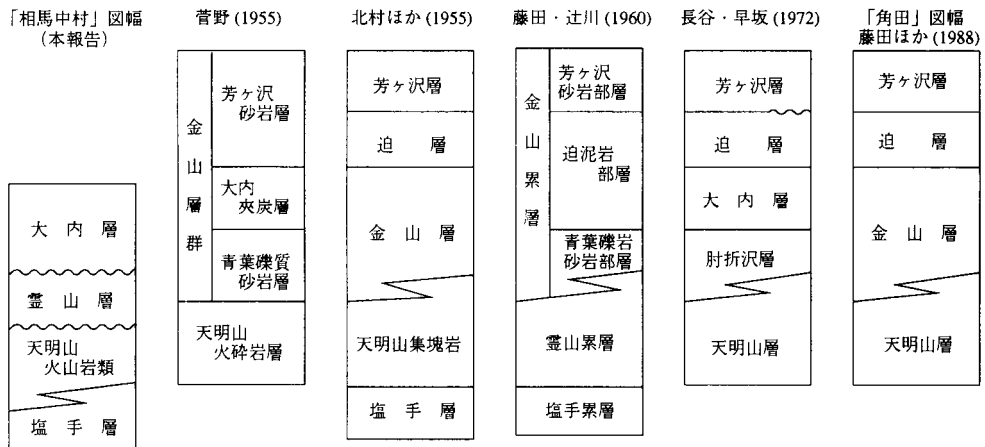 「相馬中村」図幅
(本報告)
大内層
霊山層
天明山
火山岩類
塩手層
菅野 (1955)
金山層群
芳ヶ沢
砂岩層
大内
夾炭層
青葉礫質
砂岩層
天明山
火砕岩層
北村ほか (1955)
芳ヶ沢層
迫層
金山層
天明山集塊岩
塩手層
藤田・辻川 (1960)
金山累層
芳ヶ沢
砂岩部層
迫泥岩
部層
青葉礫岩
砂岩部層
霊山累層
塩手累層
長谷・早坂 (1972)
芳ヶ沢層
迫層
大内層
肘折沢層
天明山層
「角田」図幅
藤田ほか (1988)
芳ヶ沢層
迫層
金山層
天明山層